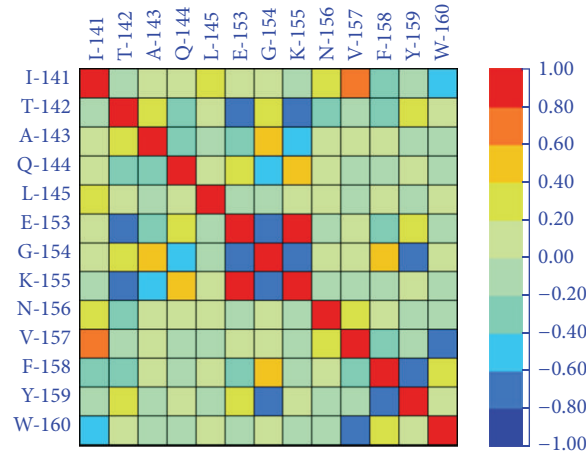 I-141
T-142
A-143
Q-144
L-145
E-153
G-154
K-155
N-156
V-157
F-158
Y-159
W-160
I-141
T-142
A-143
Q-144
L-145
E-153
G-154
K-155
N-156
V-157
F-158
Y-159
W-160
1.00
0.80
0.60
0.40
0.20
0.00
−0.20
−0.40
−0.60
−0.80
−1.00